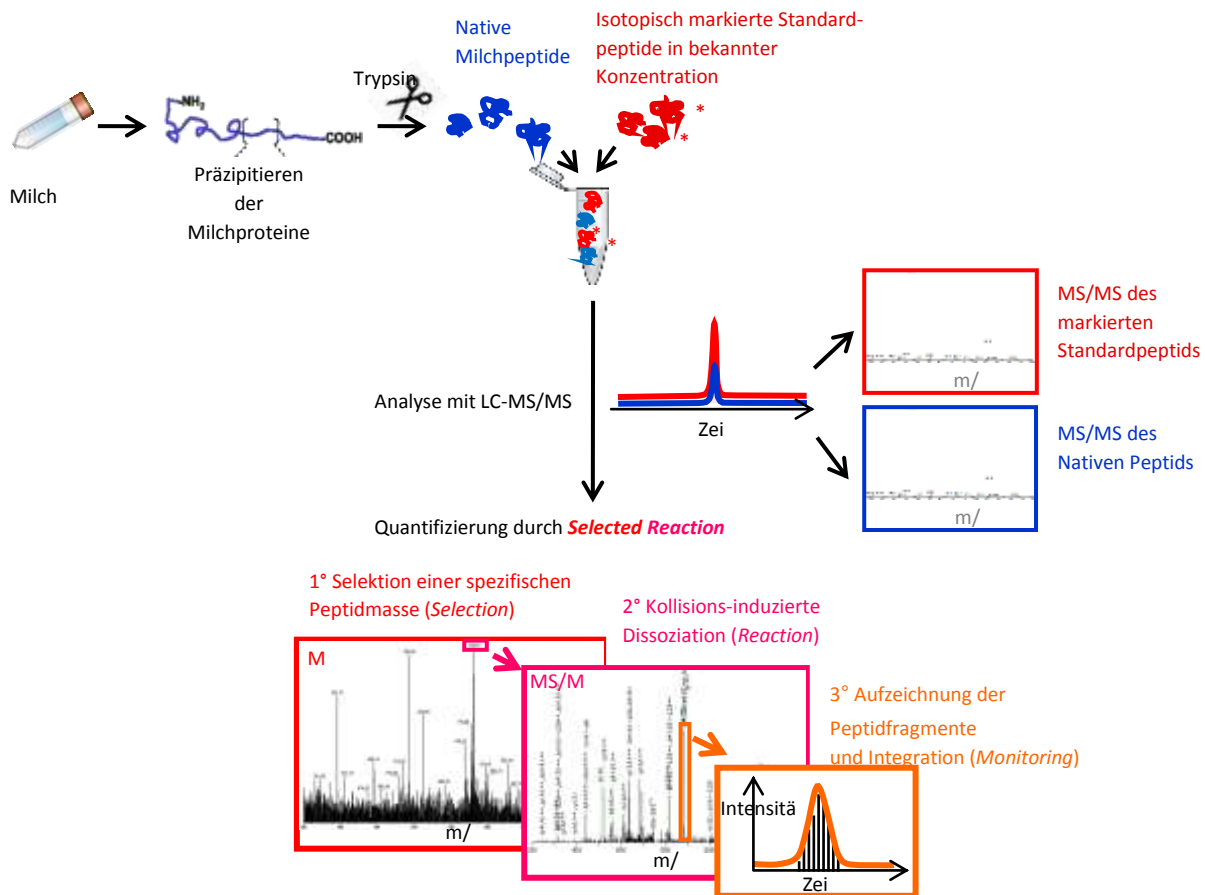 Isotopisch markierte Standard-
peptide in bekannter
Konzentration
Native
Milchpeptide
Trypsin
NH2
COOH
Milch
Präzipitieren
der
Milchproteine
*
*
*
*
MS/MS des
markierten
Standardpeptids
m/
Analyse mit LC-MS/MS
Zei
MS/MS des
Nativen Peptids
m/
Quantifizierung durch Selected Reaction
1° Selektion einer spezifischen
Peptidmasse (Selection)
2° Kollisions-induzierte
Dissoziation (Reaction)
M
m/
MS/M
m/
3° Aufzeichnung der
Peptidfragmente
und Integration (Monitoring)
Intensitä
Zei